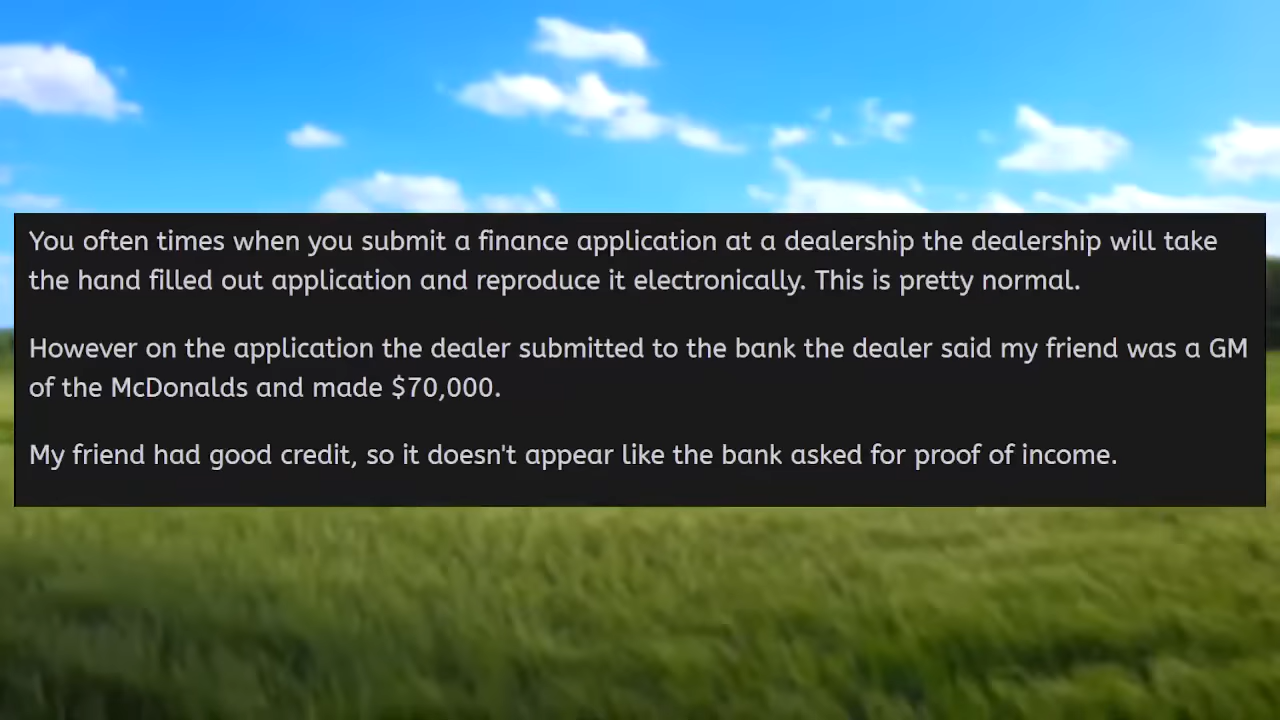 You often times when you submit a finance application at a dealership the dealership will take
the hand filled out application and reproduce it electronically. This is pretty normal.
However on the application the dealer submitted to the bank the dealer said my friend was a GM
of the McDonalds and made $70,000.
My friend had good credit, so it doesn't appear like the bank asked for proof of income.